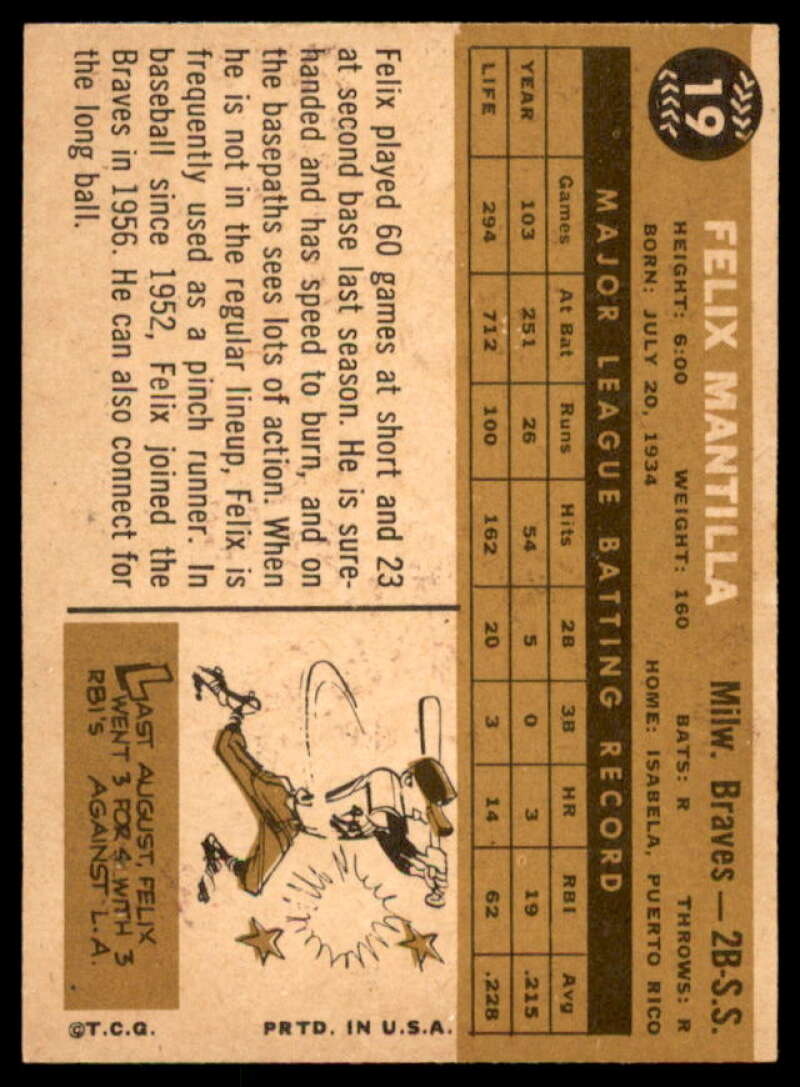 19
FELIX MANTILLA Milw. Braves — 2B-S.S.
HEIGHT: 6:00 WEIGHT: 160 BATS: R THROWS: R
BORN: JULY 20, 1934 HOME: ISABELA, PUERTO RICO
MAJOR LEAGUE BATTING RECORD
Games At Bat Runs Hits 2B 3B HR RBI Avg
YEAR 103 251 26 54 5 0 3 19 .215
LIFE 294 712 100 162 20 3 14 62 .228
Felix played 60 games at short and 23
at second base last season. He is sure-
handed and has speed to burn, and on
the basepaths sees lots of action. When
he is not in the regular lineup, Felix is
frequently used as a pinch runner. In
baseball since 1952, Felix joined the
Braves in 1956. He can also connect for
the long ball.
LAST AUGUST, FELIX
WENT 3 FOR 4 WITH 3
RBI'S AGAINST L.A.
©T.C.G. PRTD. IN U.S.A.